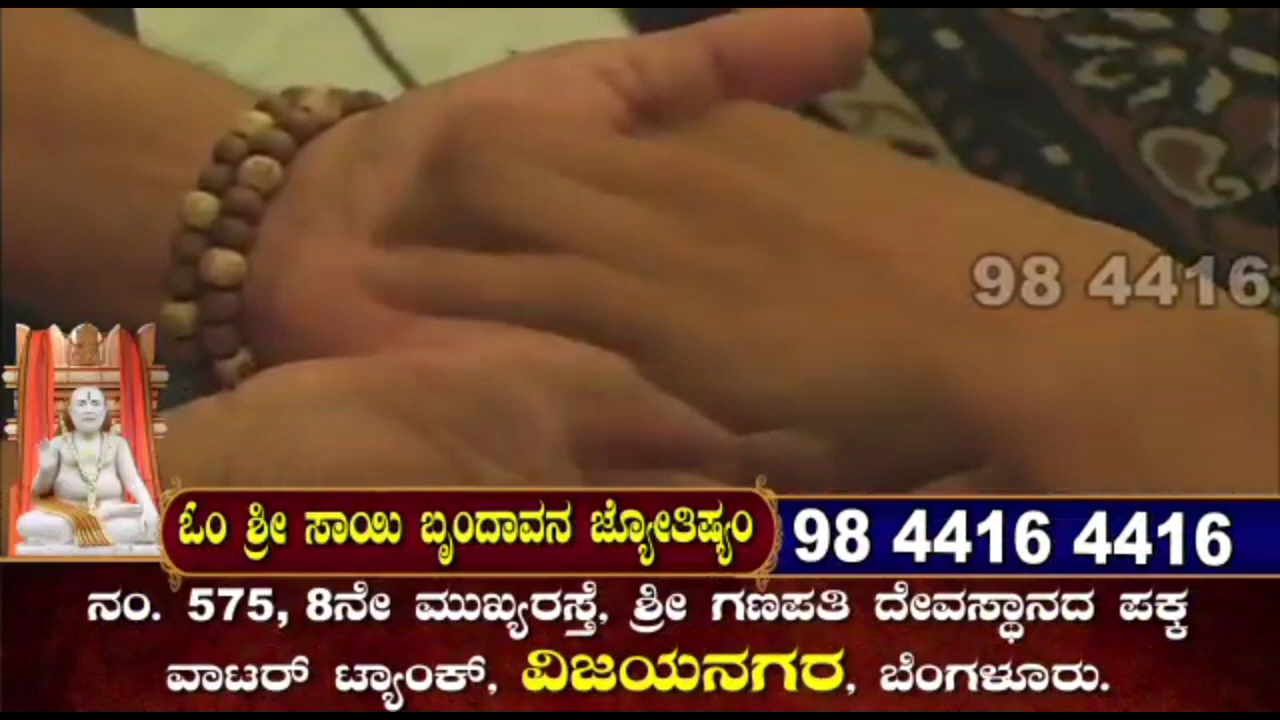 98 4416
ಓಂ ಶ್ರೀ ಸಾಯಿ ಬೃಂದಾವನ ಜ್ಯೋತಿಷ್ಯಂ
98 4416 4416
ನಂ. 575, 8ನೇ ಮುಖ್ಯರಸ್ತೆ, ಶ್ರೀ ಗಣಪತಿ ದೇವಸ್ಥಾನದ ಪಕ್ಕ
ವಾಟರ್ ಟ್ಯಾಂಕ್, ವಿಜಯನಗರ, ಬೆಂಗಳೂರು.